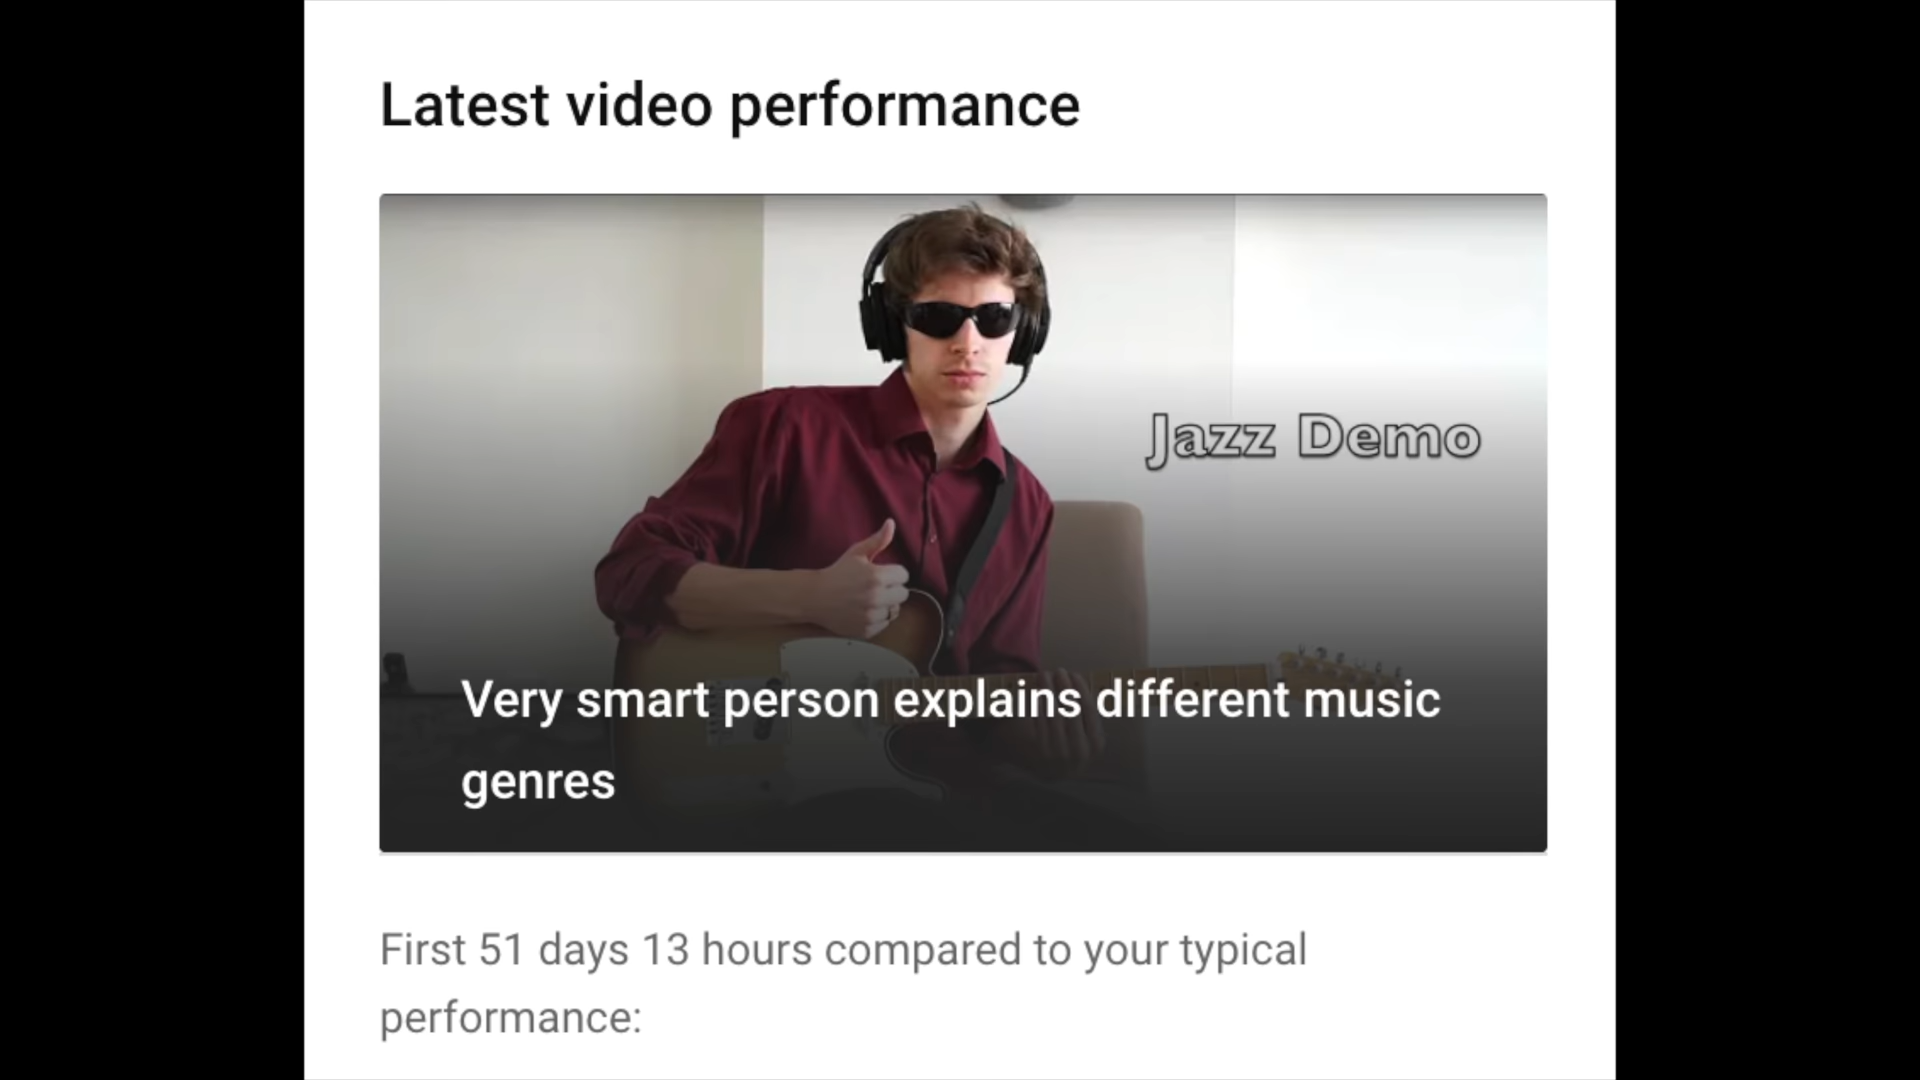 Latest video performance
Jazz Demo
Very smart person explains different music
genres
First 51 days 13 hours compared to your typical
performance: